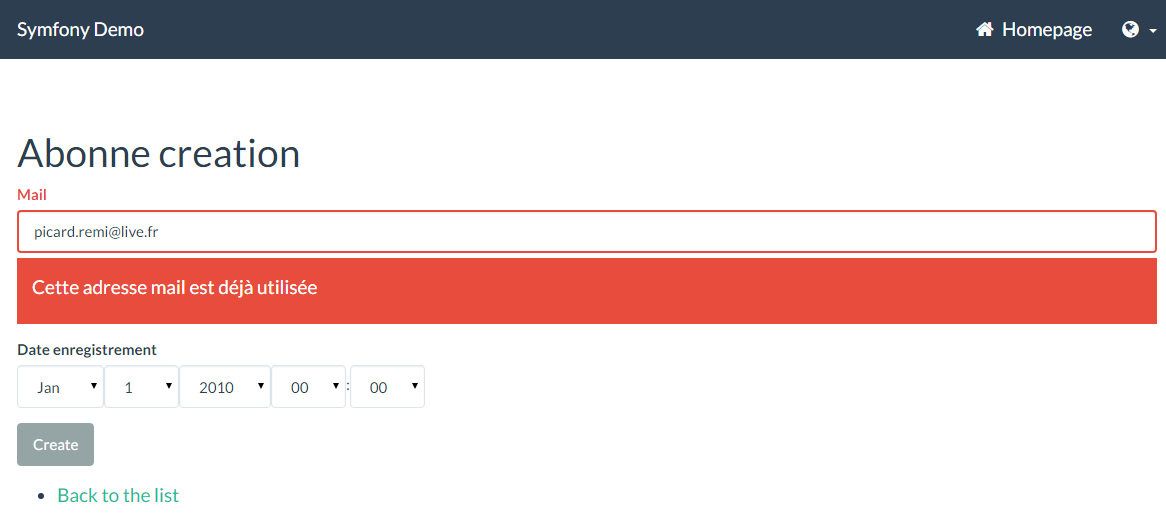 Symfony Demo Homepage
Abonne creation
Mail
picard.remi@live.fr
Cette adresse mail est déjà utilisée
Date enregistrement
Jan 1 2010 00 : 00
Create
Back to the list